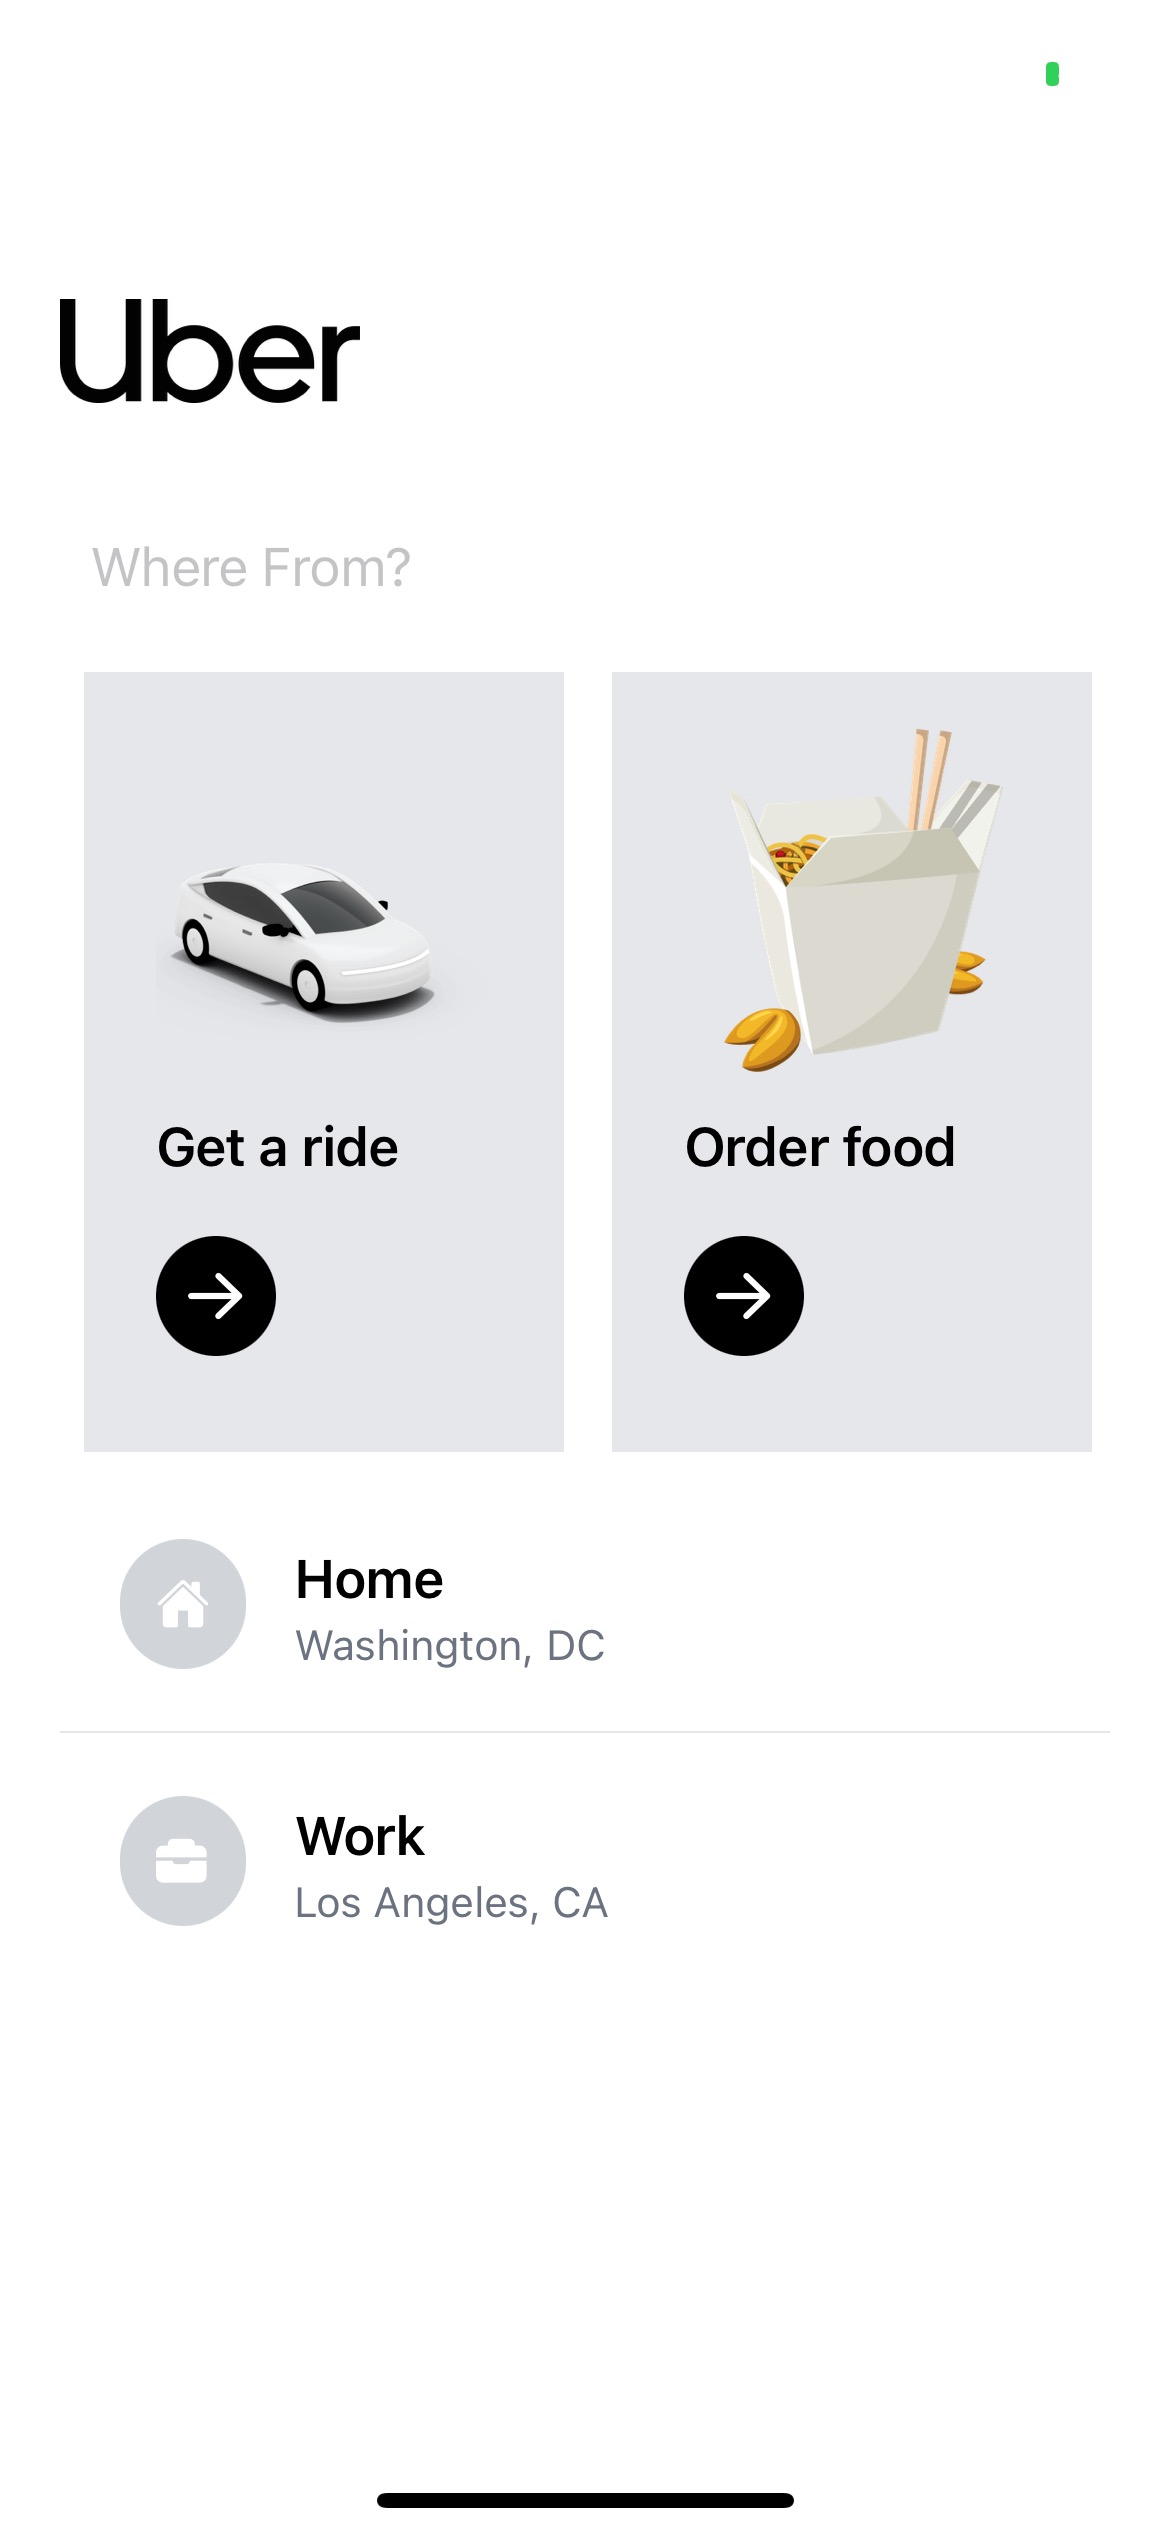 Uber
Where From?
Get a ride
Order food
Home
Washington, DC
Work
Los Angeles, CA